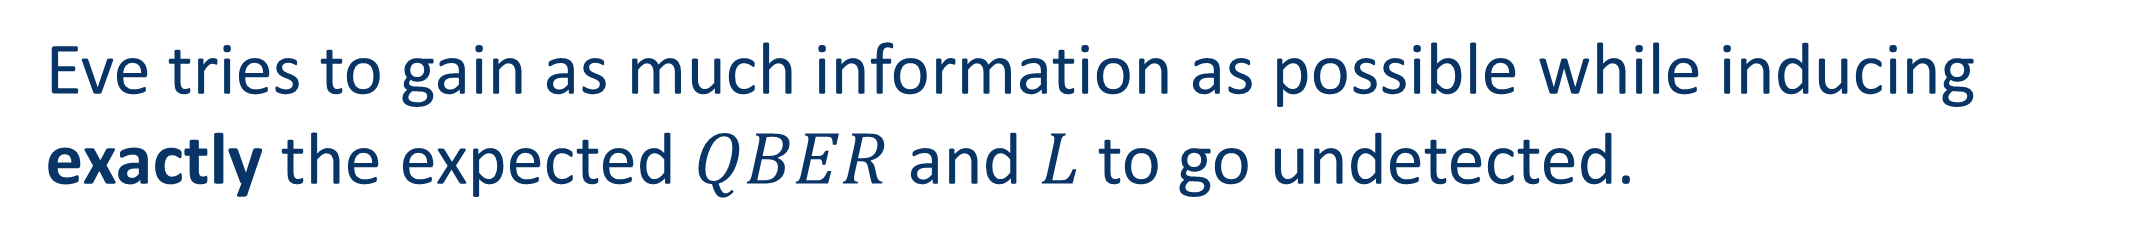 Eve tries to gain as much information as possible while inducing
exactly the expected QBER and L to go undetected.